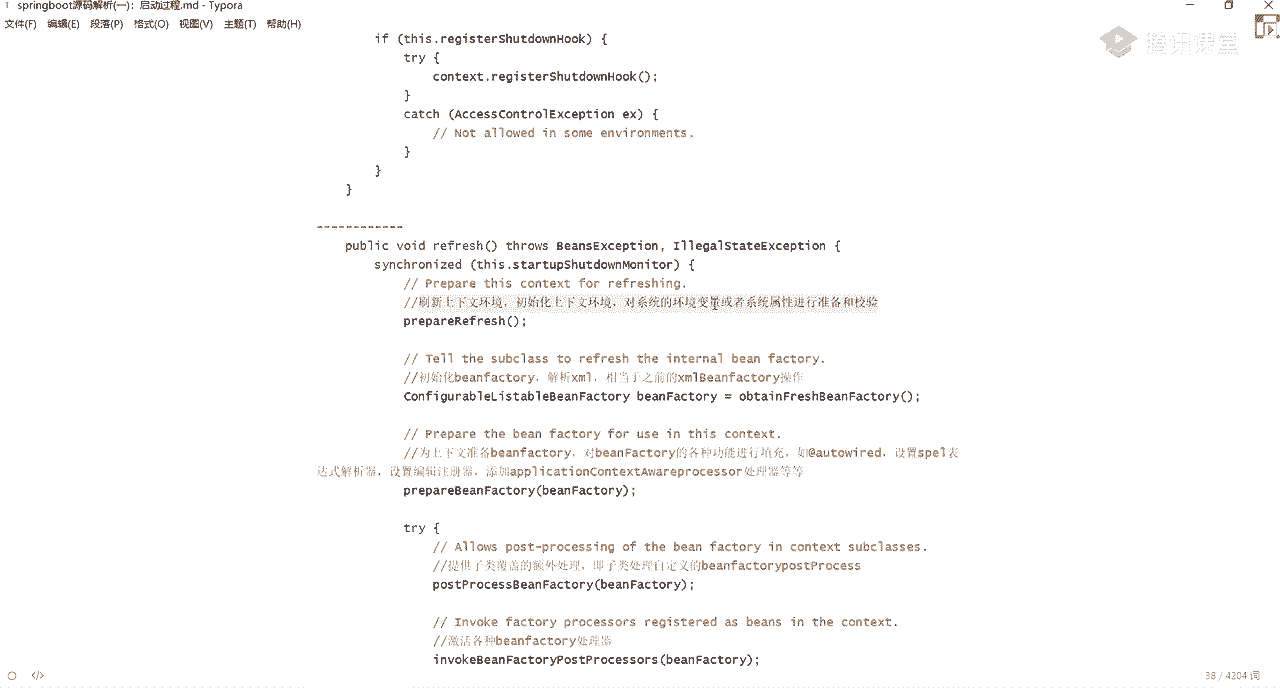 springboot源码解析(一)：启动过程.md - Typora
文件(F) 编辑(E) 段落(P) 格式(O) 视图(V) 主题(T) 帮助(H)
腾讯课堂
if (this.registerShutdownHook) {
try {
context.registerShutdownHook();
}
catch (AccessControlException ex) {
// Not allowed in some environments.
}
}
}
------------
public void refresh() throws BeansException, IllegalStateException {
synchronized (this.startupShutdownMonitor) {
// Prepare this context for refreshing.
//刷新上下文环境，初始化上下文环境，对系统的环境变量或者系统属性进行准备和校验
prepareRefresh();
// Tell the subclass to refresh the internal bean factory.
//初始化beanfactory，解析xml，相当于之前的xmlBeanfactory操作
ConfigurableListableBeanFactory beanFactory = obtainFreshBeanFactory();
// Prepare the bean factory for use in this context.
//为上下文准备beanfactory，对beanFactory的各种功能进行填充，如@autowired，设置spel表
达式解析器，设置编辑注册器，添加applicationContextAwareprocessor处理器等等
prepareBeanFactory(beanFactory);
try {
// Allows post-processing of the bean factory in context subclasses.
//提供子类覆盖的额外处理，即子类处理自定义的beanfactorypostProcess
postProcessBeanFactory(beanFactory);
// Invoke factory processors registered as beans in the context.
//激活各种beanfactory处理器
invokeBeanFactoryPostProcessors(beanFactory);
38 / 4204 词